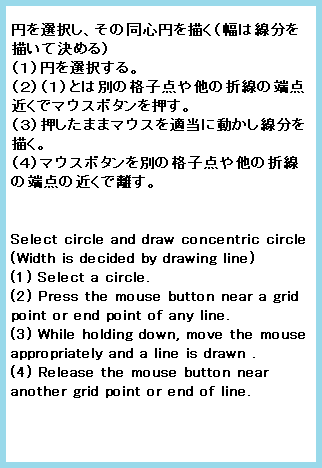 円を選択し、その同心円を描く（幅は線分を
描いて決める）
（１）円を選択する。
（２）（１）とは別の格子点や他の折線の端点
近くでマウスボタンを押す。
（３）押したままマウスを適当に動かし線分を
描く。
（４）マウスボタンを別の格子点や他の折線
の端点の近くで離す。
Select circle and draw concentric circle
(Width is decided by drawing line)
(1) Select a circle.
(2) Press the mouse button near a grid
point or end point of any line.
(3) While holding down, move the mouse
appropriately and a line is drawn .
(4) Release the mouse button near
another grid point or end of line.